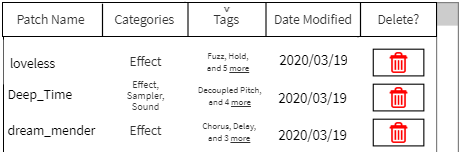 Patch Name Categories v Tags Date Modified Delete?
loveless Effect Fuzz, Hold, and 5 more 2020/03/19
Deep_Time Effect, Sampler, Sound Decoupled Pitch, and 4 more 2020/03/19
dream_mender Effect Chorus, Delay, and 3 more 2020/03/19